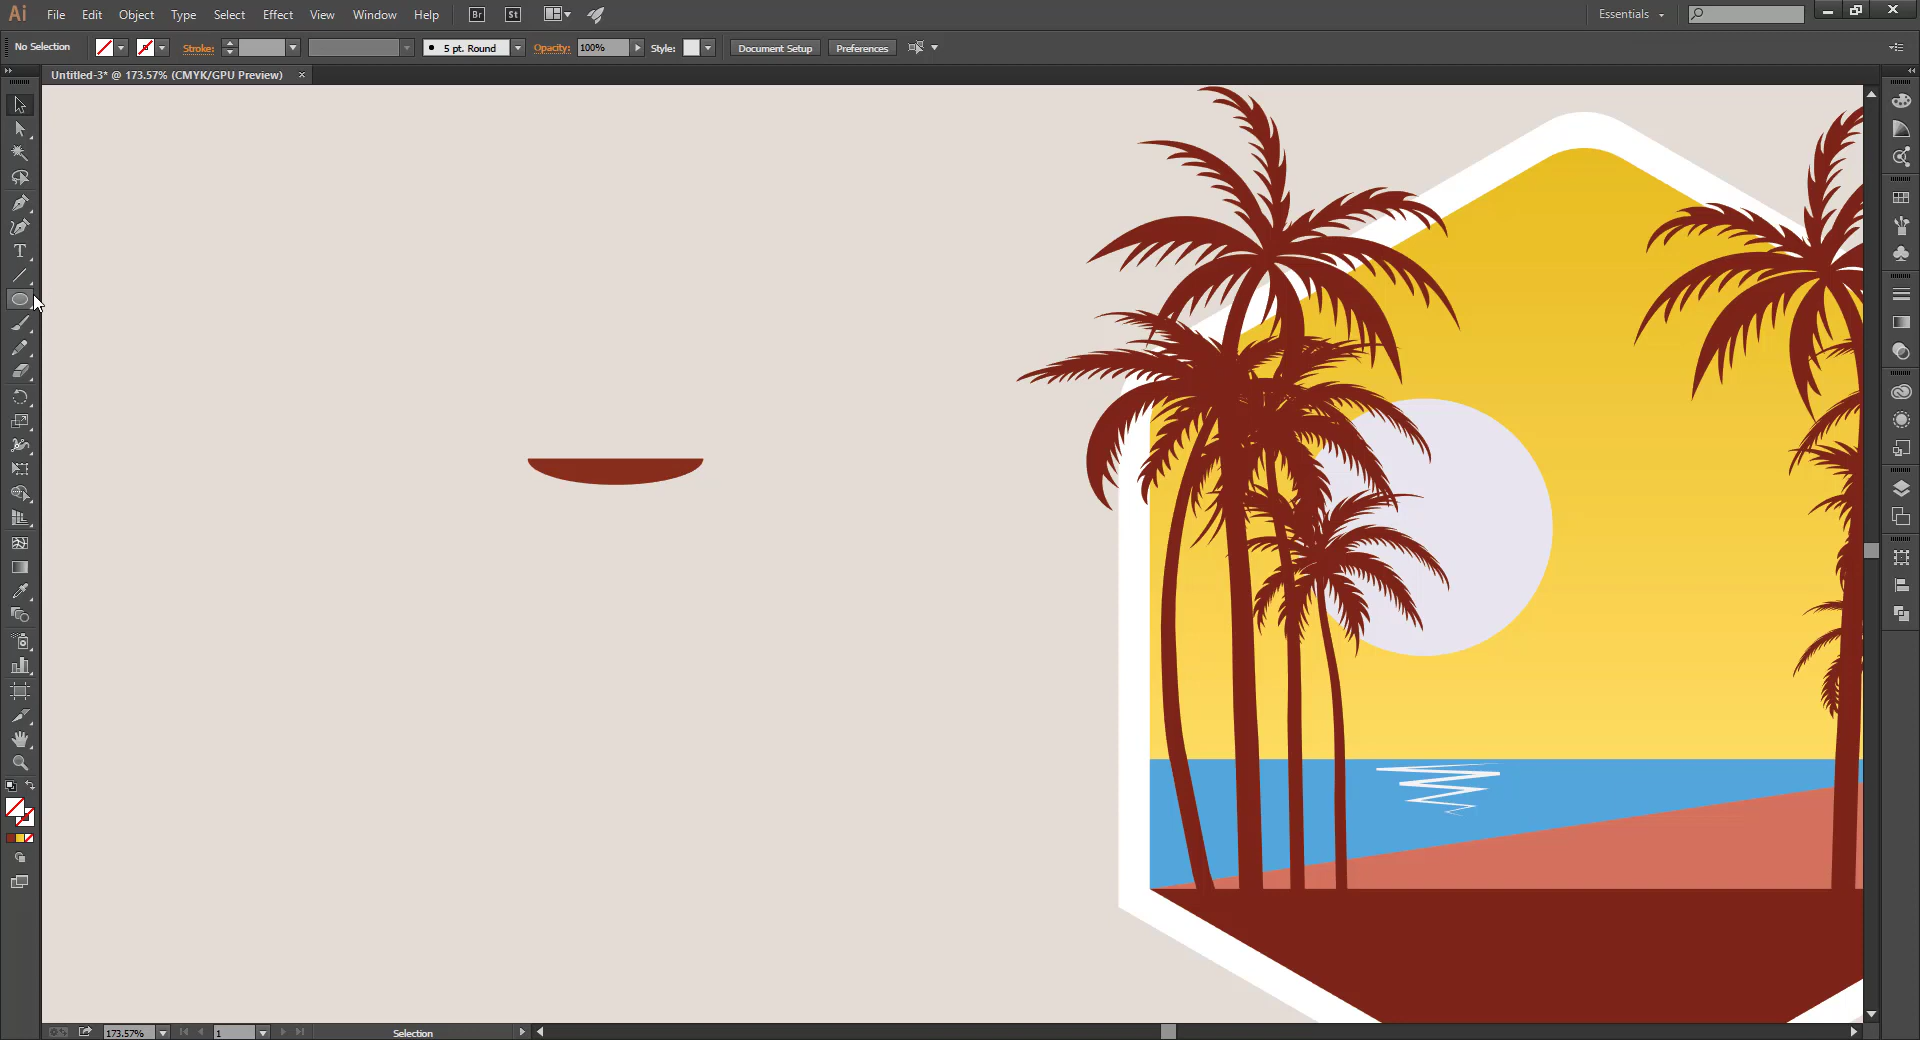 Ai File Edit Object Type Select Effect View Window Help Br St Essentials
No Selection Stroke: 5 pt. Round Opacity: 100% Style: Document Setup Preferences
Untitled-3* @ 173.57% (CMYK/GPU Preview) ×
T
173.57% 1 Selection